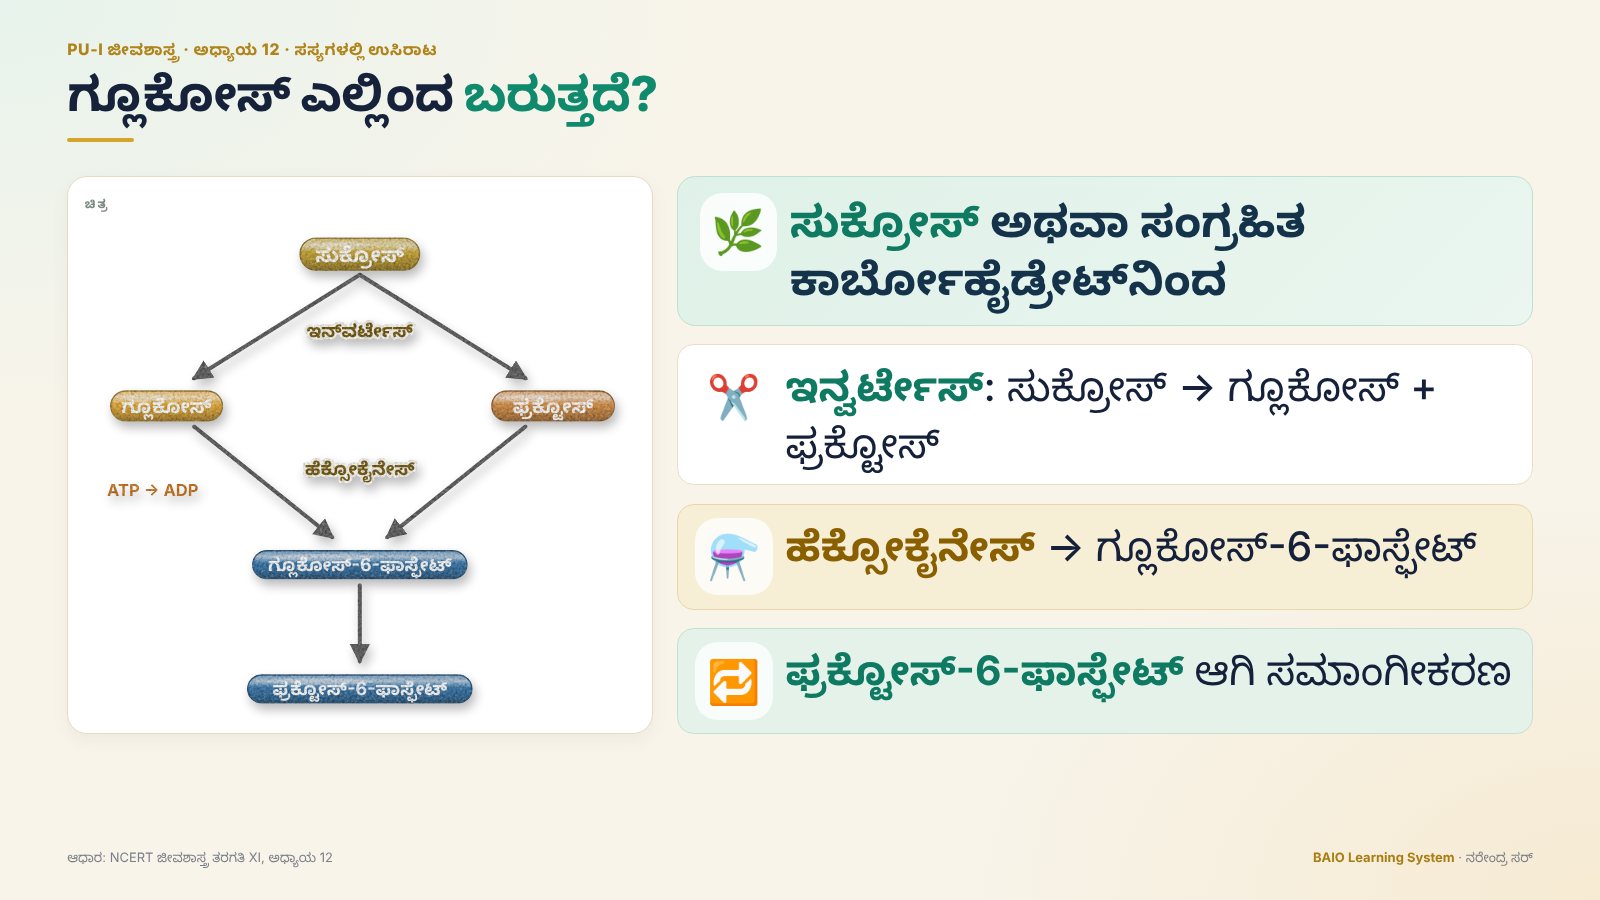 PU-I ಜೀವಶಾಸ್ತ್ರ · ಅಧ್ಯಾಯ 12 · ಸಸ್ಯಗಳಲ್ಲಿ ಉಸಿರಾಟ
ಗ್ಲೂಕೋಸ್ ಎಲ್ಲಿಂದ ಬರುತ್ತದೆ?
ಚಿತ್ರ
ಸುಕ್ರೋಸ್
ಇನ್‌ವರ್ಟೇಸ್
ಗ್ಲೂಕೋಸ್
ಫ್ರಕ್ಟೋಸ್
ಹೆಕ್ಸೋಕೈನೇಸ್
ATP → ADP
ಗ್ಲೂಕೋಸ್-6-ಫಾಸ್ಫೇಟ್
ಫ್ರಕ್ಟೋಸ್-6-ಫಾಸ್ಫೇಟ್
ಸುಕ್ರೋಸ್ ಅಥವಾ ಸಂಗ್ರಹಿತ
ಕಾರ್ಬೋಹೈಡ್ರೇಟ್‌ನಿಂದ
ಇನ್ವರ್ಟೇಸ್: ಸುಕ್ರೋಸ್ → ಗ್ಲೂಕೋಸ್ +
ಫ್ರಕ್ಟೋಸ್
ಹೆಕ್ಸೋಕೈನೇಸ್ → ಗ್ಲೂಕೋಸ್-6-ಫಾಸ್ಫೇಟ್
ಫ್ರಕ್ಟೋಸ್-6-ಫಾಸ್ಫೇಟ್ ಆಗಿ ಸಮಾಂಗೀಕರಣ
ಆಧಾರ: NCERT ಜೀವಶಾಸ್ತ್ರ ತರಗತಿ XI, ಅಧ್ಯಾಯ 12
BAIO Learning System · ನರೇಂದ್ರ ಸರ್